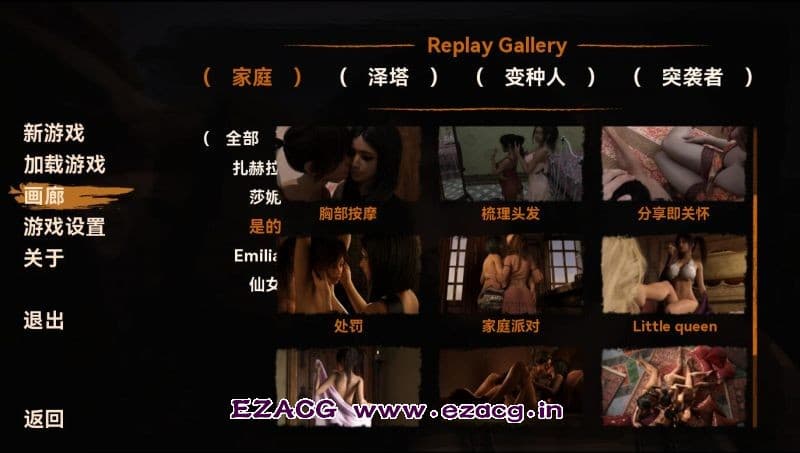 Replay Gallery
( 家庭 ) ( 泽塔 ) ( 变种人 ) ( 突袭者 )
新游戏
加载游戏
画廊
游戏设置
关于
退出
返回
( 全部
扎赫拉
莎妮
是的
Emilia
仙女
胸部按摩 梳理头发 分享即关怀
处罚 家庭派对 Little queen
EZACG www.ezacg.in